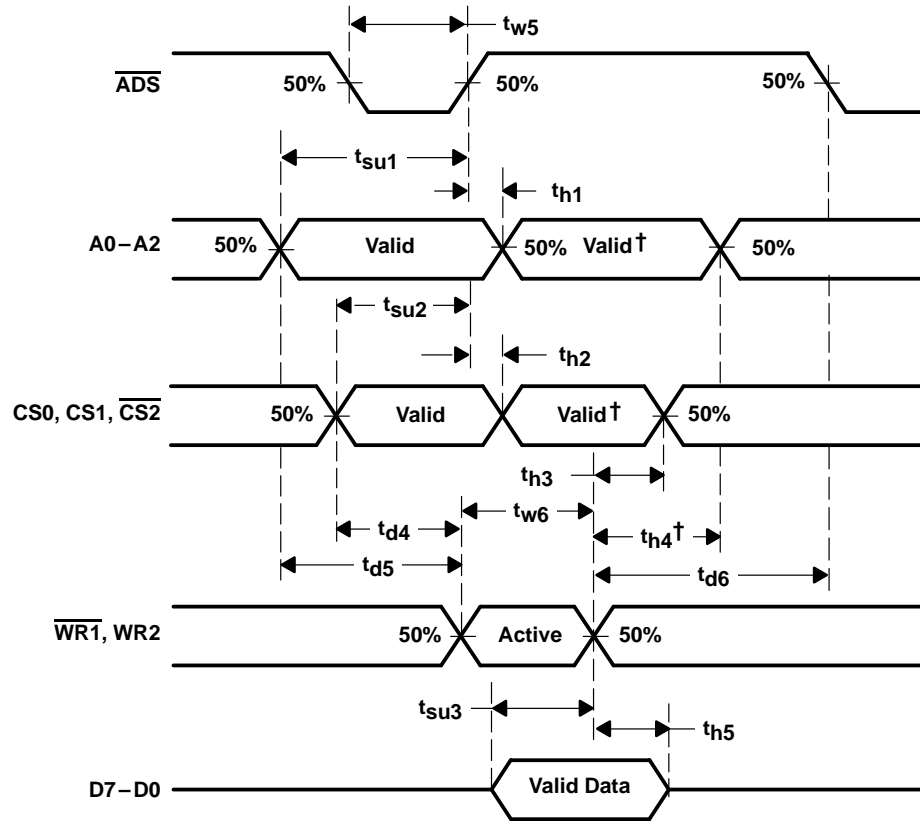 tw5
ADS
50%
50%
50%
tsu1
th1
A0–A2
50%
Valid
50%
Valid†
50%
tsu2
th2
CS0, CS1, CS2
50%
Valid
Valid†
50%
th3
tw6
td4
th4†
td5
td6
WR1, WR2
50%
Active
50%
tsu3
th5
D7–D0
Valid Data